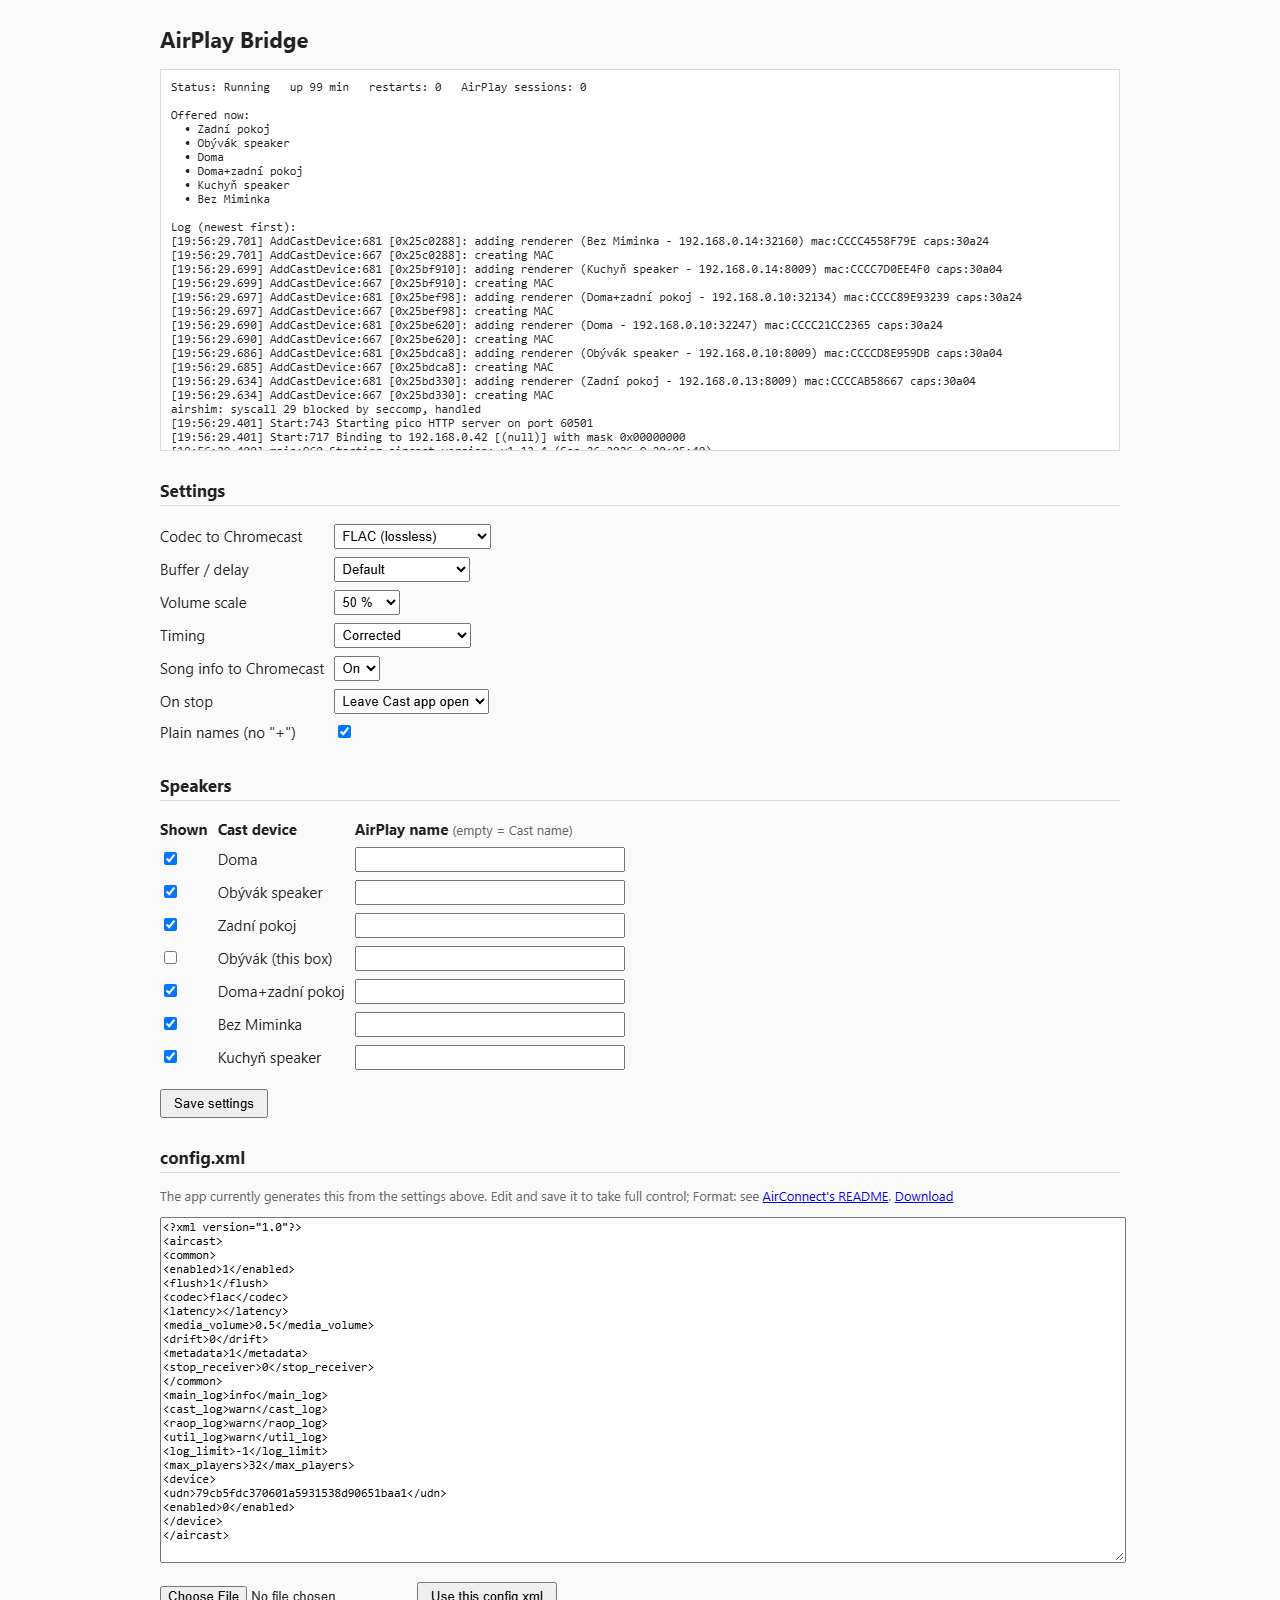 AirPlay Bridge
Status: Running   up 99 min   restarts: 0   AirPlay sessions: 0
Offered now:
• Zadní pokoj
• Obývák speaker
• Doma
• Doma+zadní pokoj
• Kuchyň speaker
• Bez Miminka
Log (newest first):
[19:56:29.701] AddCastDevice:681 [0x25c0288]: adding renderer (Bez Miminka - 192.168.0.14:32160) mac:CCCC4558F79E caps:30a24
[19:56:29.701] AddCastDevice:667 [0x25c0288]: creating MAC
[19:56:29.699] AddCastDevice:681 [0x25bf910]: adding renderer (Kuchyň speaker - 192.168.0.14:8009) mac:CCCC7D0EE4F0 caps:30a04
[19:56:29.699] AddCastDevice:667 [0x25bf910]: creating MAC
[19:56:29.697] AddCastDevice:681 [0x25bef98]: adding renderer (Doma+zadní pokoj - 192.168.0.10:32134) mac:CCCC89E93239 caps:30a24
[19:56:29.697] AddCastDevice:667 [0x25bef98]: creating MAC
[19:56:29.690] AddCastDevice:681 [0x25be620]: adding renderer (Doma - 192.168.0.10:32247) mac:CCCC21CC2365 caps:30a24
[19:56:29.690] AddCastDevice:667 [0x25be620]: creating MAC
[19:56:29.686] AddCastDevice:681 [0x25bdca8]: adding renderer (Obývák speaker - 192.168.0.10:8009) mac:CCCCD8E959DB caps:30a04
[19:56:29.685] AddCastDevice:667 [0x25bdca8]: creating MAC
[19:56:29.634] AddCastDevice:681 [0x25bd330]: adding renderer (Zadní pokoj - 192.168.0.13:8009) mac:CCCCAB58667 caps:30a04
[19:56:29.634] AddCastDevice:667 [0x25bd330]: creating MAC
airshim: syscall 29 blocked by seccomp, handled
[19:56:29.401] Start:743 Starting pico HTTP server on port 60501
[19:56:29.401] Start:717 Binding to 192.168.0.42 [(null)] with mask 0x00000000
Settings
Codec to Chromecast FLAC (lossless)
Buffer / delay Default
Volume scale 50 %
Timing Corrected
Song info to Chromecast On
On stop Leave Cast app open
Plain names (no "+")
Speakers
Shown Cast device AirPlay name (empty = Cast name)
Doma
Obývák speaker
Zadní pokoj
Obývák (this box)
Doma+zadní pokoj
Bez Miminka
Kuchyň speaker
Save settings
config.xml
The app currently generates this from the settings above. Edit and save it to take full control; Format: see AirConnect's README. Download
<?xml version="1.0"?>
<aircast>
<common>
<enabled>1</enabled>
<flush>1</flush>
<codec>flac</codec>
<latency></latency>
<media_volume>0.5</media_volume>
<drift>0</drift>
<metadata>1</metadata>
<stop_receiver>0</stop_receiver>
</common>
<main_log>info</main_log>
<cast_log>warn</cast_log>
<raop_log>warn</raop_log>
<util_log>warn</util_log>
<log_limit>-1</log_limit>
<max_players>32</max_players>
<device>
<udn>79cb5fdc370601a5931538d90651baa1</udn>
<enabled>0</enabled>
</device>
</aircast>
Choose File No file chosen Use this config.xml